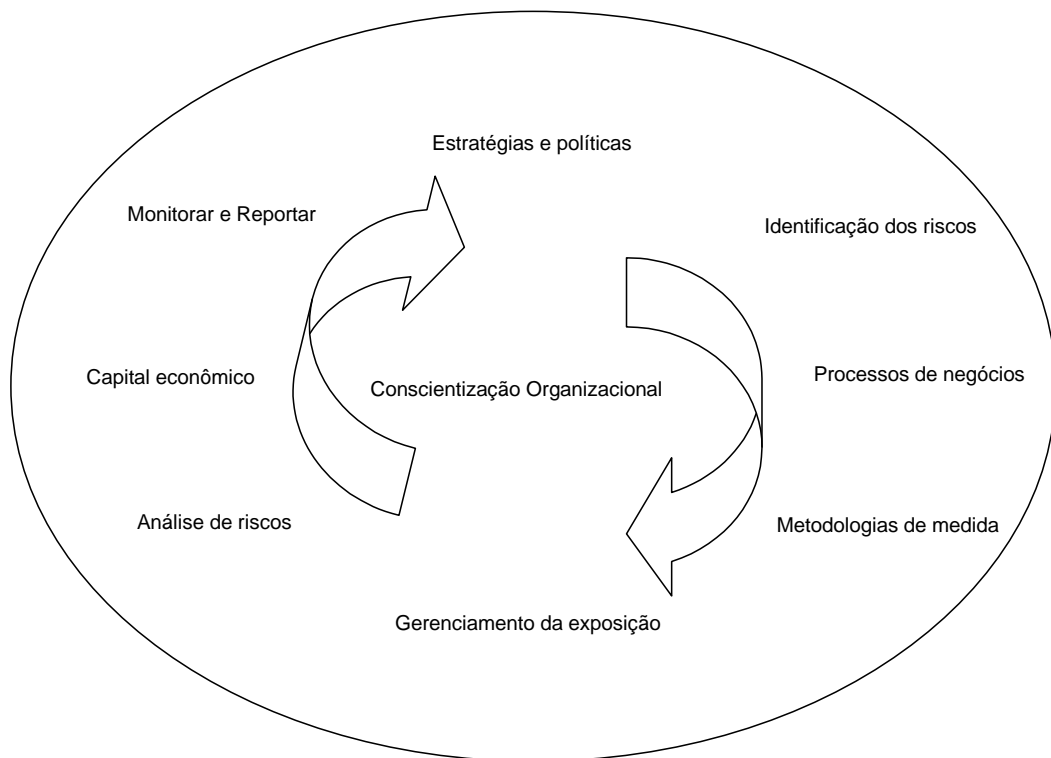 Estratégias e políticas
Monitorar e Reportar
Identificação dos riscos
Capital econômico
Conscientização Organizacional
Processos de negócios
Análise de riscos
Metodologias de medida
Gerenciamento da exposição